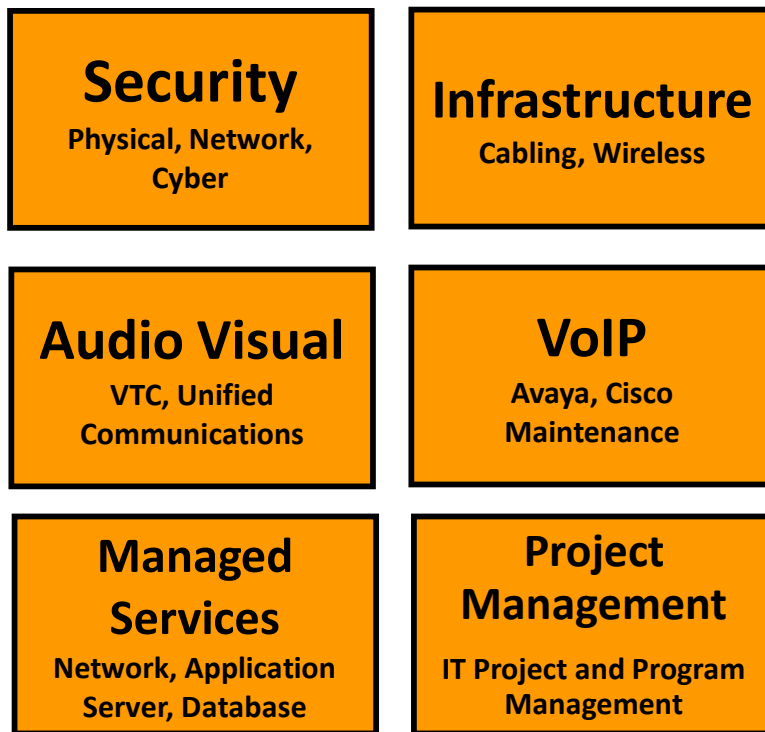 Security
Physical, Network,
Cyber
Infrastructure
Cabling, Wireless
Audio Visual
VTC, Unified
Communications
VoIP
Avaya, Cisco
Maintenance
Managed
Services
Network, Application
Server, Database
Project
Management
IT Project and Program
Management